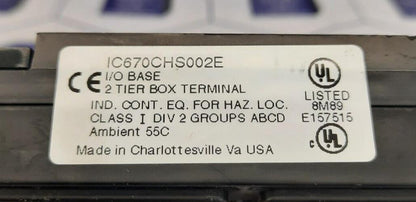 IC670CHS002E
CE I/O BASE
2 TIER BOX TERMINAL
IND. CONT. EQ. FOR HAZ. LOC.
CLASS I DIV 2 GROUPS ABCD
Ambient 55C
Made in Charlottesville Va USA
UL
LISTED
8M89
E157515
c UL